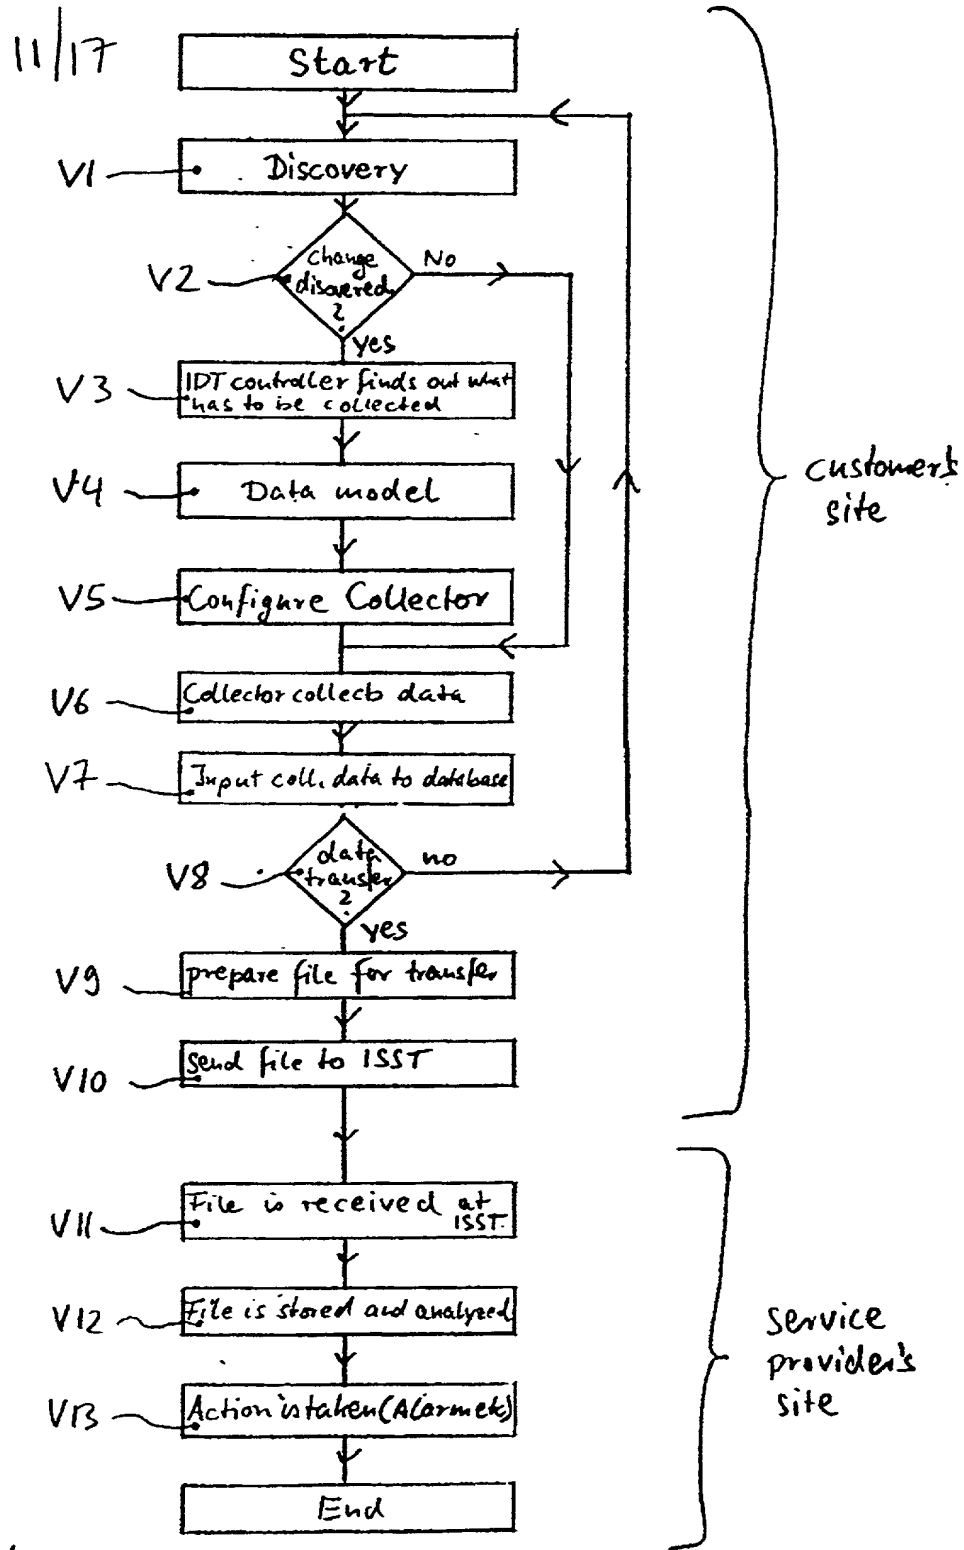 11/17
Start
V1
Discovery
V2
change
disovered
?
No
yes
V3
IDT controller finds out what
has to be collected
V4
Data model
customer's
site
V5
Configure Collector
V6
Collector collects data
V7
Input coll. data to database
V8
data
transfer
?
no
yes
V9
prepare file for transfer
V10
send file to ISST
V11
File is received at
ISST.
V12
File is stored and analyzed
service
provider's
site
V13
Action is taken (Alarm etc)
End